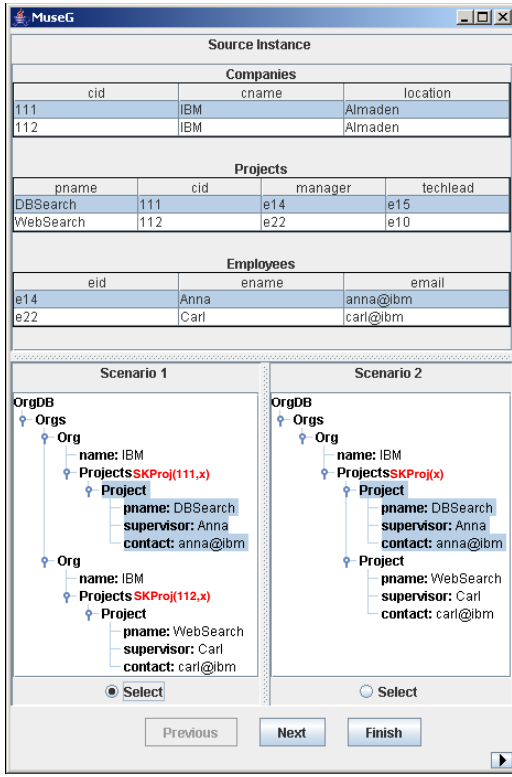 MuseG
Source Instance
Companies
cid cname location
111 IBM Almaden
112 IBM Almaden
Projects
pname cid manager techlead
DBSearch 111 e14 e15
WebSearch 112 e22 e10
Employees
eid ename email
e14 Anna anna@ibm
e22 Carl carl@ibm
Scenario 1
OrgDB
Orgs
Org
name: IBM
Projects SKProj(111,x)
Project
pname: DBSearch
supervisor: Anna
contact: anna@ibm
Org
name: IBM
Projects SKProj(112,x)
Project
pname: WebSearch
supervisor: Carl
contact: carl@ibm
Select
Scenario 2
OrgDB
Orgs
Org
name: IBM
Projects SKProj(x)
Project
pname: DBSearch
supervisor: Anna
contact: anna@ibm
Project
pname: WebSearch
supervisor: Carl
contact: carl@ibm
Select
Previous Next Finish